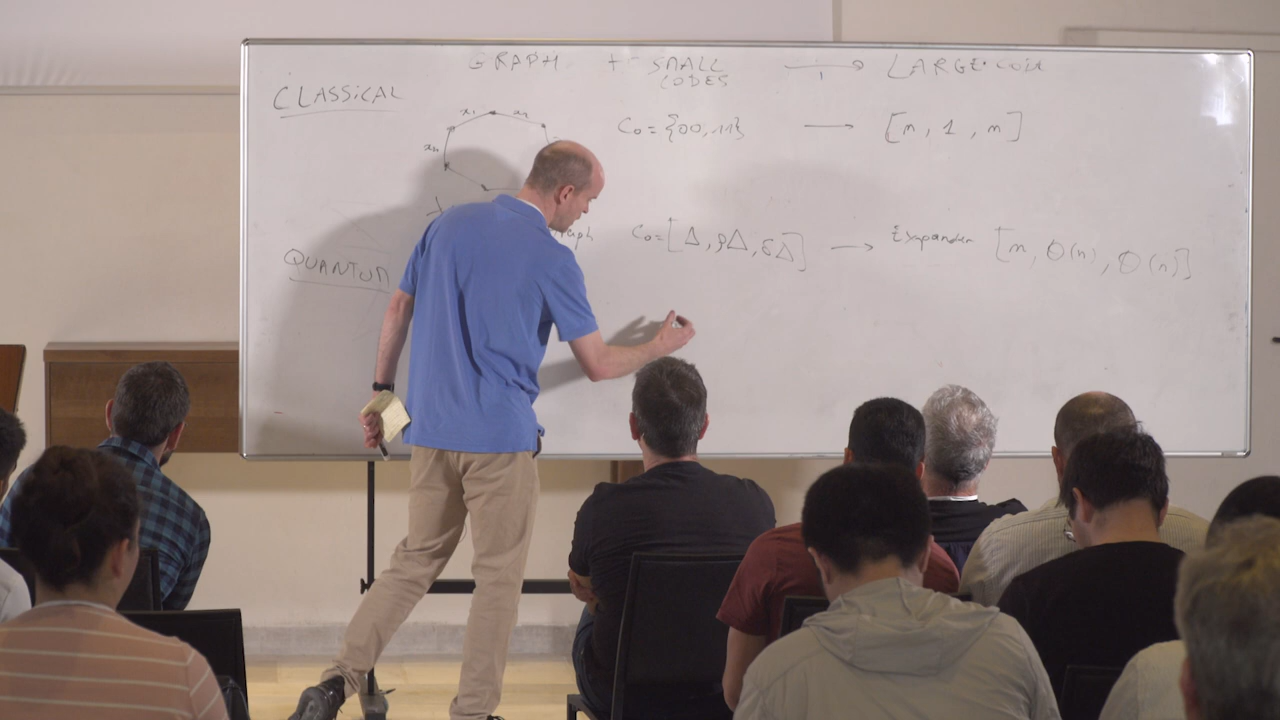 GRAPH + SMALL CODES ⟶ LARGE CODE
CLASSICAL
x₁ x₂
xₙ
C₀ = {00, 11} ⟶ [n, 1, n]
graph C₀ = [Δ, ρΔ, εΔ] ⟶ Expander [n, Θ(n), Θ(n)]
QUANTUM